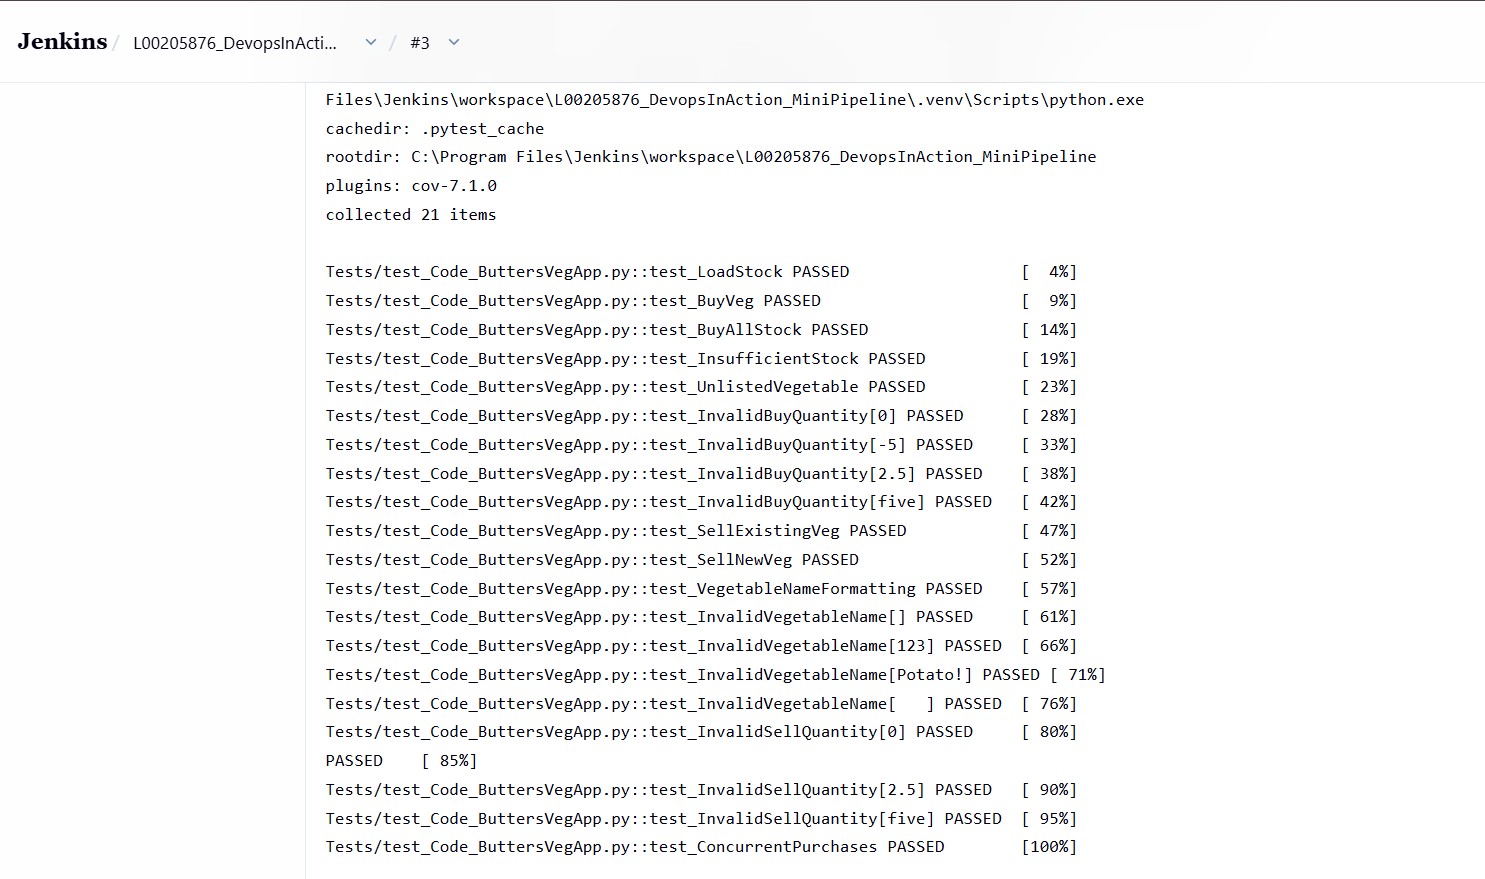 Jenkins / L00205876_DevopsInActi... / #3
Files\Jenkins\workspace\L00205876_DevopsInAction_MiniPipeline\.venv\Scripts\python.exe
cachedir: .pytest_cache
rootdir: C:\Program Files\Jenkins\workspace\L00205876_DevopsInAction_MiniPipeline
plugins: cov-7.1.0
collected 21 items
Tests/test_Code_ButtersVegApp.py::test_LoadStock PASSED                  [  4%]
Tests/test_Code_ButtersVegApp.py::test_BuyVeg PASSED                     [  9%]
Tests/test_Code_ButtersVegApp.py::test_BuyAllStock PASSED                [ 14%]
Tests/test_Code_ButtersVegApp.py::test_InsufficientStock PASSED          [ 19%]
Tests/test_Code_ButtersVegApp.py::test_UnlistedVegetable PASSED          [ 23%]
Tests/test_Code_ButtersVegApp.py::test_InvalidBuyQuantity[0] PASSED      [ 28%]
Tests/test_Code_ButtersVegApp.py::test_InvalidBuyQuantity[-5] PASSED     [ 33%]
Tests/test_Code_ButtersVegApp.py::test_InvalidBuyQuantity[2.5] PASSED    [ 38%]
Tests/test_Code_ButtersVegApp.py::test_InvalidBuyQuantity[five] PASSED   [ 42%]
Tests/test_Code_ButtersVegApp.py::test_SellExistingVeg PASSED            [ 47%]
Tests/test_Code_ButtersVegApp.py::test_SellNewVeg PASSED                 [ 52%]
Tests/test_Code_ButtersVegApp.py::test_VegetableNameFormatting PASSED    [ 57%]
Tests/test_Code_ButtersVegApp.py::test_InvalidVegetableName[] PASSED     [ 61%]
Tests/test_Code_ButtersVegApp.py::test_InvalidVegetableName[123] PASSED  [ 66%]
Tests/test_Code_ButtersVegApp.py::test_InvalidVegetableName[Potato!] PASSED [ 71%]
Tests/test_Code_ButtersVegApp.py::test_InvalidVegetableName[   ] PASSED  [ 76%]
Tests/test_Code_ButtersVegApp.py::test_InvalidSellQuantity[0] PASSED     [ 80%]
PASSED    [ 85%]
Tests/test_Code_ButtersVegApp.py::test_InvalidSellQuantity[2.5] PASSED   [ 90%]
Tests/test_Code_ButtersVegApp.py::test_InvalidSellQuantity[five] PASSED  [ 95%]
Tests/test_Code_ButtersVegApp.py::test_ConcurrentPurchases PASSED        [100%]